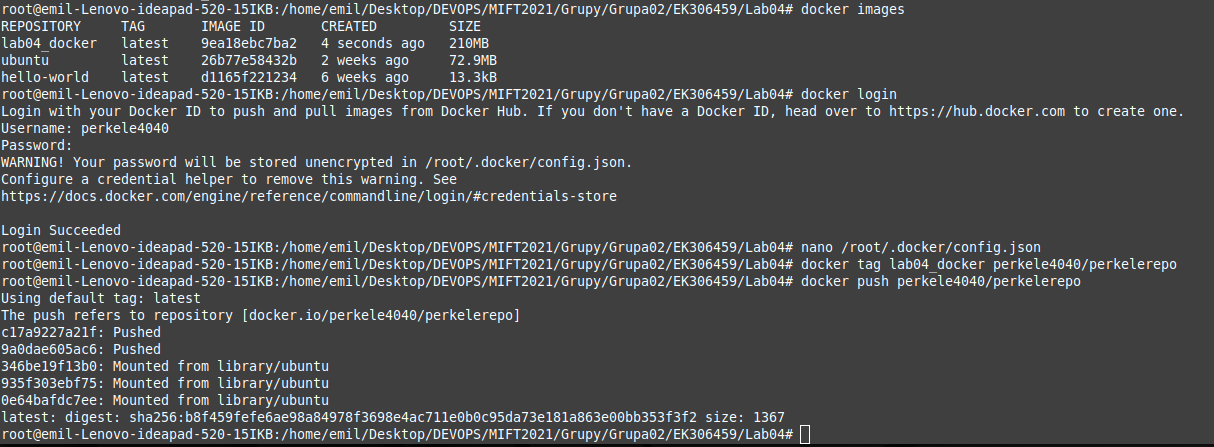 root@emil-Lenovo-ideapad-520-15IKB:/home/emil/Desktop/DEVOPS/MIFT2021/Grupy/Grupa02/EK306459/Lab04# docker images
REPOSITORY     TAG       IMAGE ID       CREATED         SIZE
lab04_docker   latest    9ea18ebc7ba2   4 seconds ago   210MB
ubuntu         latest    26b77e58432b   2 weeks ago     72.9MB
hello-world    latest    d1165f221234   6 weeks ago     13.3kB
root@emil-Lenovo-ideapad-520-15IKB:/home/emil/Desktop/DEVOPS/MIFT2021/Grupy/Grupa02/EK306459/Lab04# docker login
Login with your Docker ID to push and pull images from Docker Hub. If you don't have a Docker ID, head over to https://hub.docker.com to create one.
Username: perkele4040
Password:
WARNING! Your password will be stored unencrypted in /root/.docker/config.json.
Configure a credential helper to remove this warning. See
https://docs.docker.com/engine/reference/commandline/login/#credentials-store
Login Succeeded
root@emil-Lenovo-ideapad-520-15IKB:/home/emil/Desktop/DEVOPS/MIFT2021/Grupy/Grupa02/EK306459/Lab04# nano /root/.docker/config.json
root@emil-Lenovo-ideapad-520-15IKB:/home/emil/Desktop/DEVOPS/MIFT2021/Grupy/Grupa02/EK306459/Lab04# docker tag lab04_docker perkele4040/perkelerepo
root@emil-Lenovo-ideapad-520-15IKB:/home/emil/Desktop/DEVOPS/MIFT2021/Grupy/Grupa02/EK306459/Lab04# docker push perkele4040/perkelerepo
Using default tag: latest
The push refers to repository [docker.io/perkele4040/perkelerepo]
c17a9227a21f: Pushed
9a0dae605ac6: Pushed
346be19f13b0: Mounted from library/ubuntu
935f303ebf75: Mounted from library/ubuntu
0e64bafdc7ee: Mounted from library/ubuntu
latest: digest: sha256:b8f459fefe6ae98a84978f3698e4ac711e0b0c95da73e181a863e00bb353f3f2 size: 1367
root@emil-Lenovo-ideapad-520-15IKB:/home/emil/Desktop/DEVOPS/MIFT2021/Grupy/Grupa02/EK306459/Lab04#